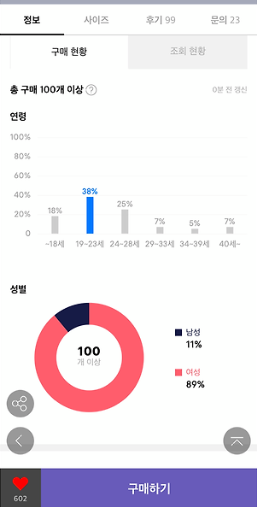 정보 사이즈 후기 99 문의 23
구매 현황 조회 현황
총 구매 100개 이상 ? 0분 전 갱신
연령
100%
80%
60%
40%
20%
0
18% 38% 25% 7% 5% 7%
~18세 19~23세 24~28세 29~33세 34~39세 40세~
성별
100
개 이상
남성
11%
여성
89%
602
구매하기